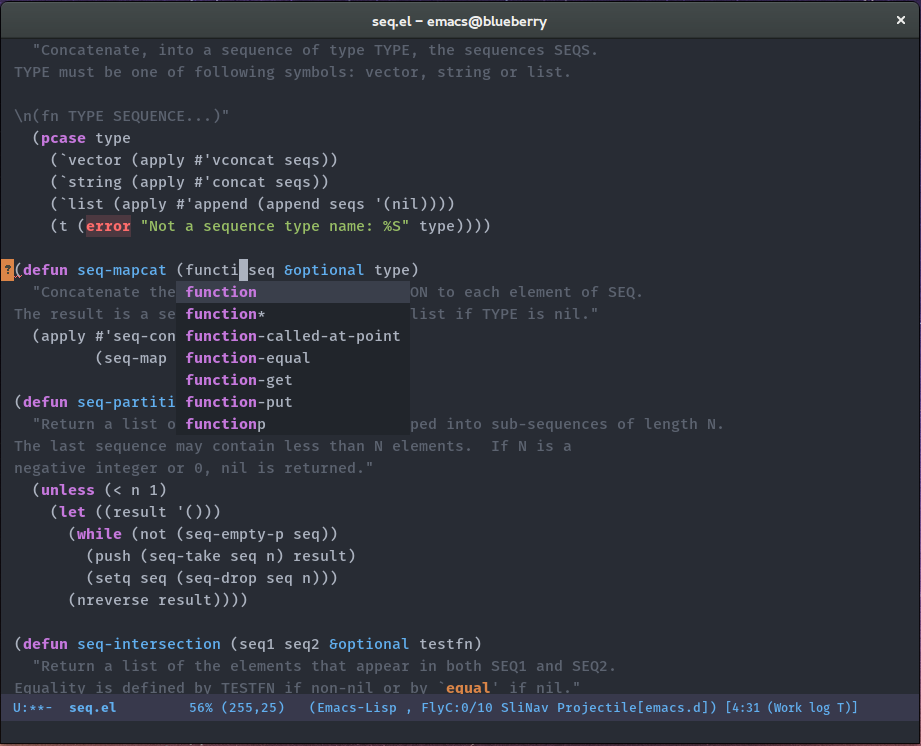 seq.el – emacs@blueberry ×
  "Concatenate, into a sequence of type TYPE, the sequences SEQS.
TYPE must be one of following symbols: vector, string or list.

\n(fn TYPE SEQUENCE...)"
  (pcase type
    (`vector (apply #'vconcat seqs))
    (`string (apply #'concat seqs))
    (`list (apply #'append (append seqs '(nil))))
    (t (error "Not a sequence type name: %S" type))))

?(defun seq-mapcat (functi seq &optional type)
  "Concatenate the function ON to each element of SEQ.
The result is a se function* list if TYPE is nil."
  (apply #'seq-con function-called-at-point
         (seq-map function-equal
function-get
(defun seq-partiti function-put
  "Return a list o functionp ped into sub-sequences of length N.
The last sequence may contain less than N elements.  If N is a
negative integer or 0, nil is returned."
  (unless (< n 1)
    (let ((result '()))
      (while (not (seq-empty-p seq))
        (push (seq-take seq n) result)
        (setq seq (seq-drop seq n)))
      (nreverse result))))

(defun seq-intersection (seq1 seq2 &optional testfn)
  "Return a list of the elements that appear in both SEQ1 and SEQ2.
Equality is defined by TESTFN if non-nil or by `equal' if nil."
U:**-  seq.el        56% (255,25)   (Emacs-Lisp , FlyC:0/10 SliNav Projectile[emacs.d]) [4:31 (Work log T)]